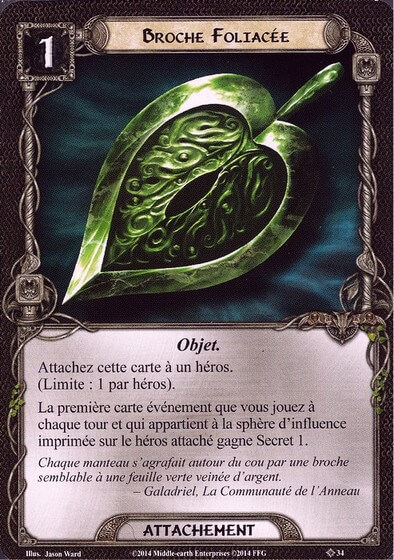 1
BROCHE FOLIACÉE
Objet.
Attachez cette carte à un héros.
(Limite : 1 par héros).
La première carte événement que vous jouez à
chaque tour et qui appartient à la sphère d'influence
imprimée sur le héros attaché gagne Secret 1.
Chaque manteau s'agrafait autour du cou par une broche
semblable à une feuille verte veinée d'argent.
– Galadriel, La Communauté de l'Anneau
ATTACHEMENT
Illus. Jason Ward ©2014 Middle-earth Enterprises ©2014 FFG 34